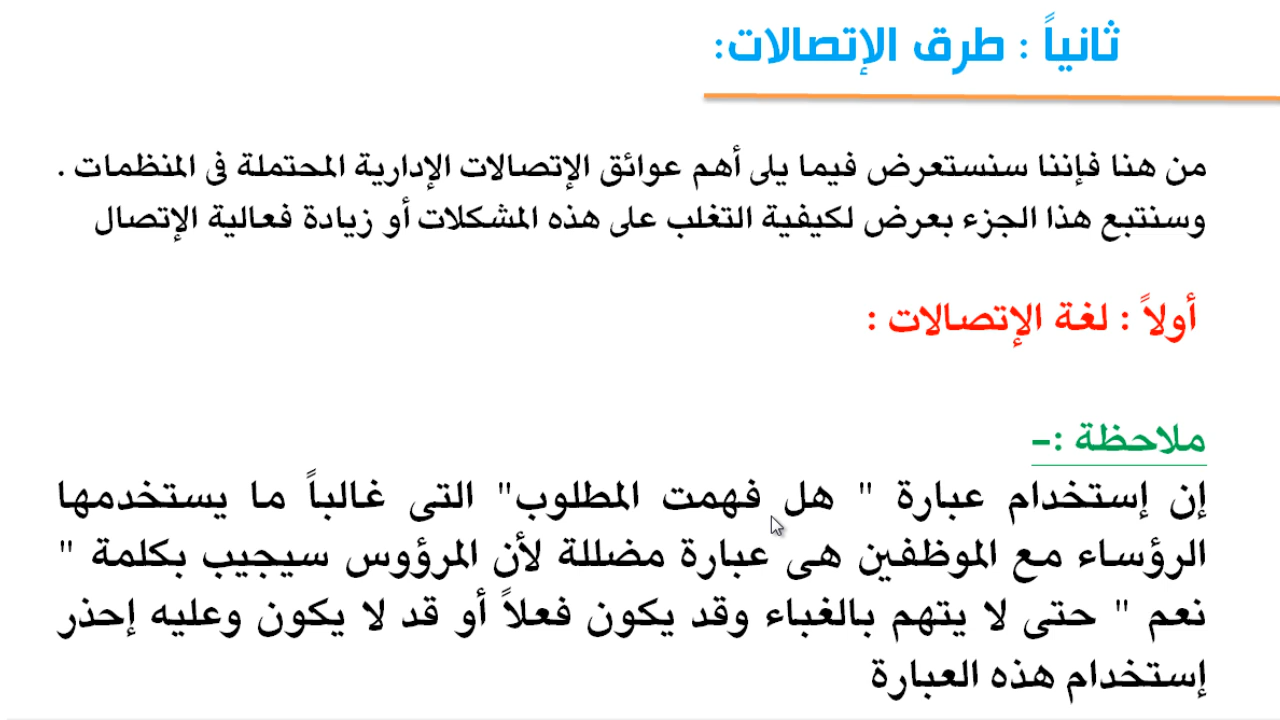 ثانياً : طرق الإتصالات:
من هنا فإننا سنستعرض فيما يلى أهم عوائق الإتصالات الإدارية المحتملة فى المنظمات .
وسنتبع هذا الجزء بعرض لكيفية التغلب على هذه المشكلات أو زيادة فعالية الإتصال
أولاً : لغة الإتصالات :
ملاحظة :-
إن إستخدام عبارة " هل فهمت المطلوب" التى غالباً ما يستخدمها
الرؤساء مع الموظفين هى عبارة مضللة لأن المرؤوس سيجيب بكلمة "
نعم " حتى لا يتهم بالغباء وقد يكون فعلاً أو قد لا يكون وعليه إحذر
إستخدام هذه العبارة